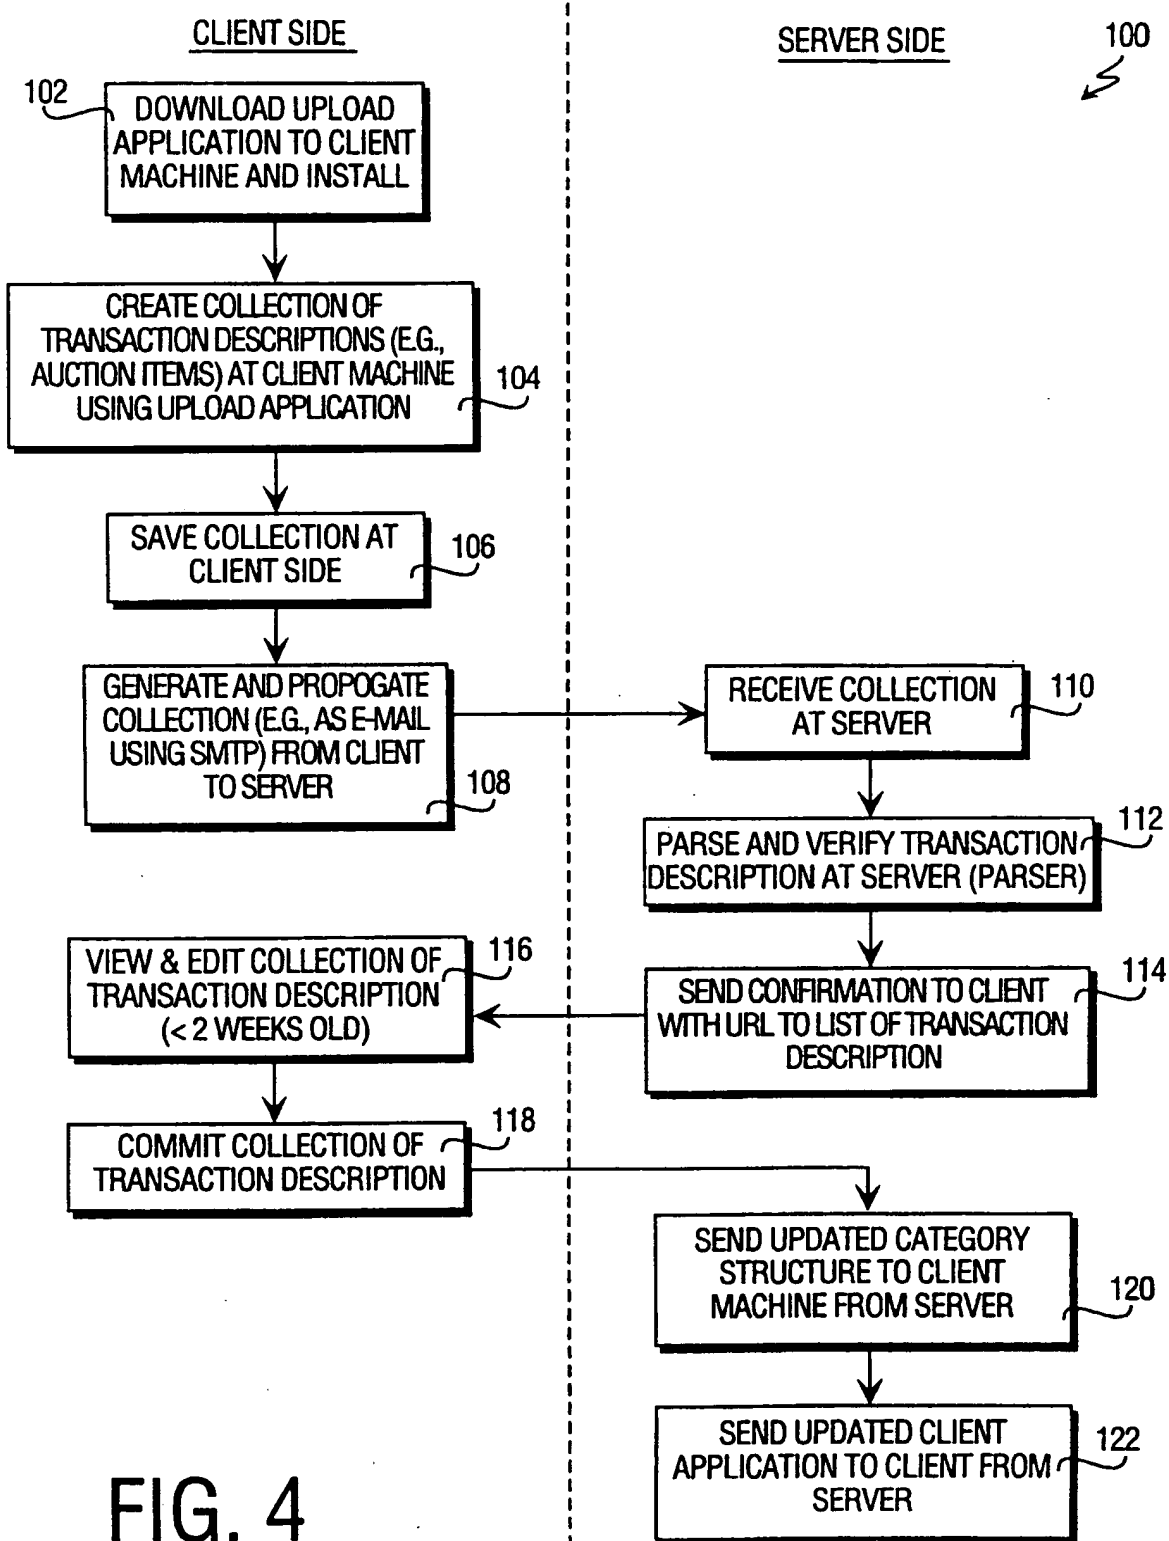 CLIENT SIDE
SERVER SIDE
100
102
DOWNLOAD UPLOAD
APPLICATION TO CLIENT
MACHINE AND INSTALL
CREATE COLLECTION OF
TRANSACTION DESCRIPTIONS (E.G.,
AUCTION ITEMS) AT CLIENT MACHINE
USING UPLOAD APPLICATION
104
SAVE COLLECTION AT
CLIENT SIDE
106
GENERATE AND PROPOGATE
COLLECTION (E.G., AS E-MAIL
USING SMTP) FROM CLIENT
TO SERVER
108
RECEIVE COLLECTION
AT SERVER
110
PARSE AND VERIFY TRANSACTION
DESCRIPTION AT SERVER (PARSER)
112
SEND CONFIRMATION TO CLIENT
WITH URL TO LIST OF TRANSACTION
DESCRIPTION
114
VIEW & EDIT COLLECTION OF
TRANSACTION DESCRIPTION
(< 2 WEEKS OLD)
116
COMMIT COLLECTION OF
TRANSACTION DESCRIPTION
118
SEND UPDATED CATEGORY
STRUCTURE TO CLIENT
MACHINE FROM SERVER
120
SEND UPDATED CLIENT
APPLICATION TO CLIENT FROM
SERVER
122
FIG. 4